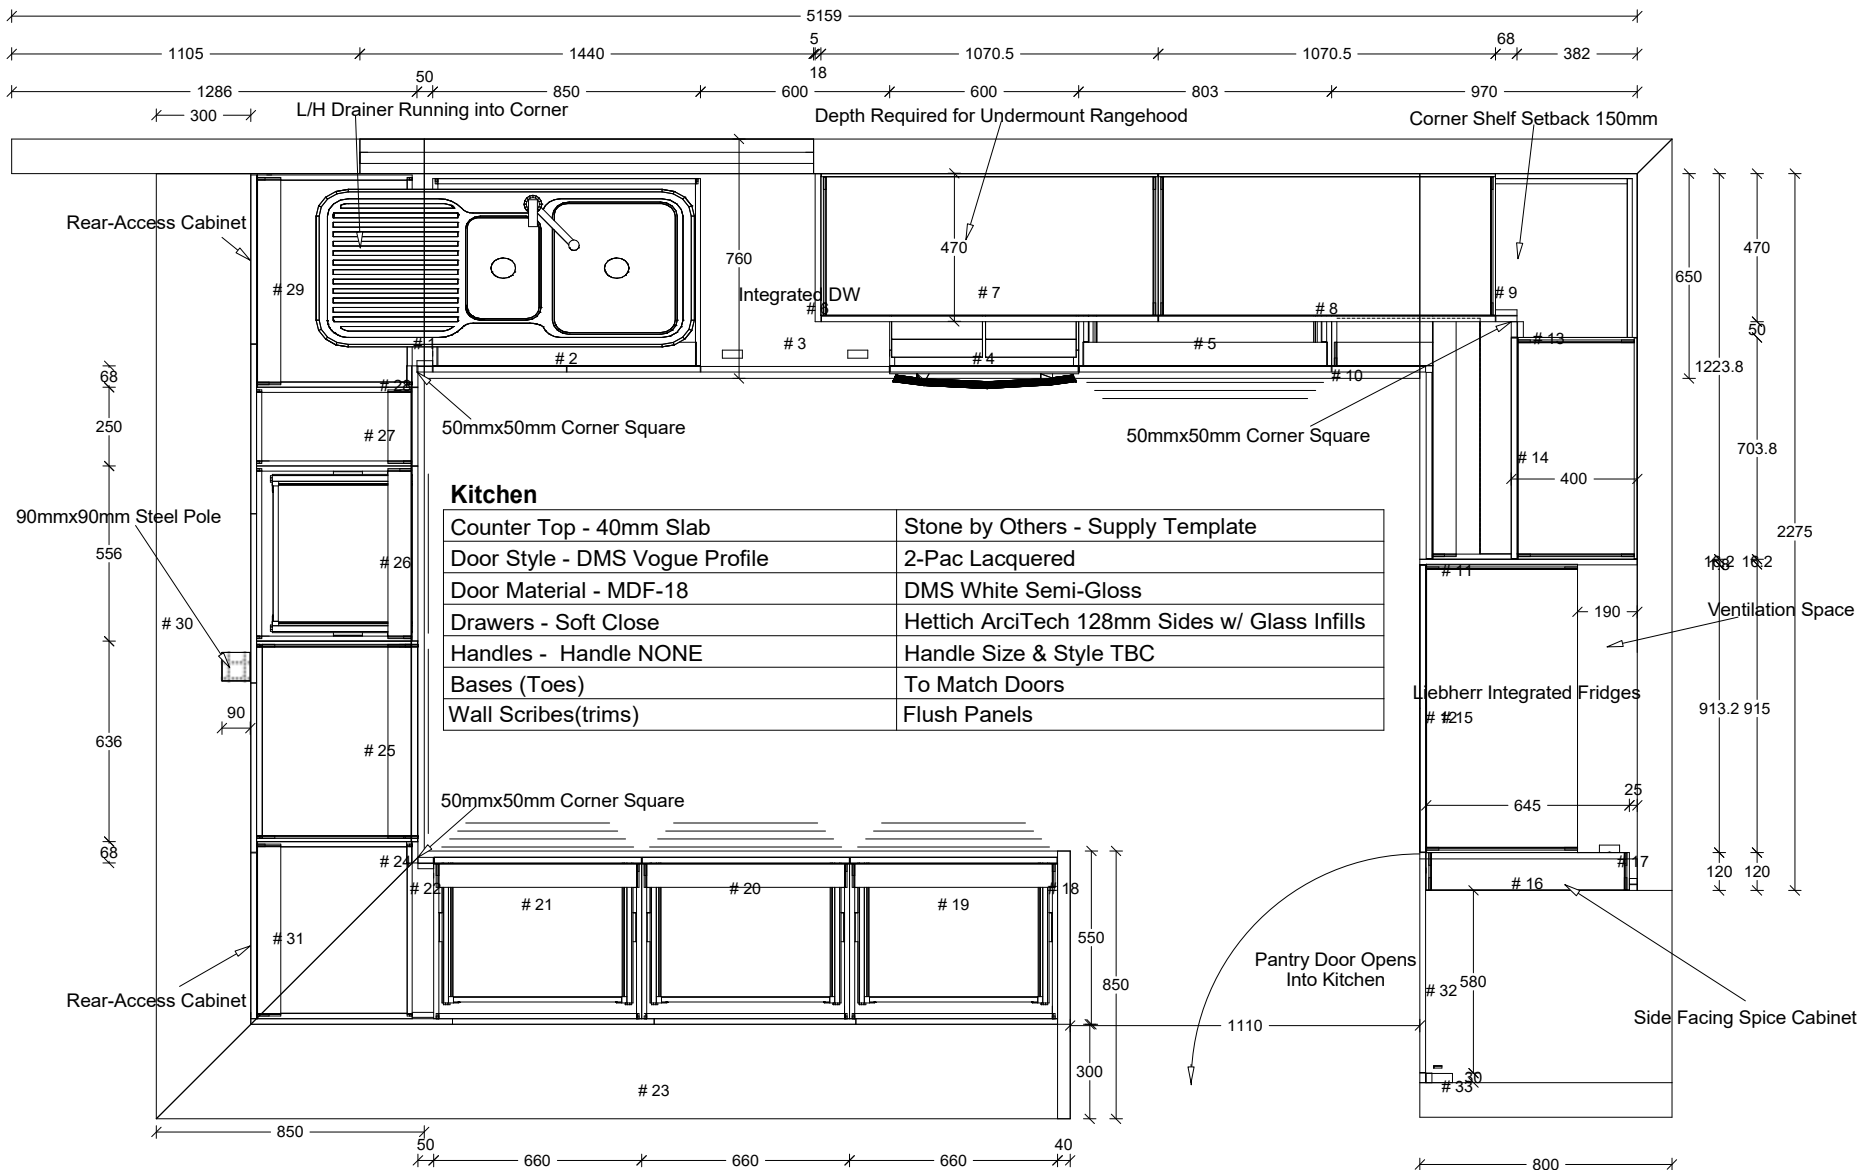 5159
1105 1440 5 1070.5 1070.5 68 382
18
1286 50 850 600 600 803 970
300
L/H Drainer Running into Corner
Depth Required for Undermount Rangehood
Corner Shelf Setback 150mm
Rear-Access Cabinet
760
470
470
650
Integrated DW
# 29
# 6
# 7
# 8
# 9
# 1
# 2
# 3
# 4
# 5
# 13
50
# 10
68
# 28
1223.8
250
# 27
50mmx50mm Corner Square
50mmx50mm Corner Square
703.8
# 14
400
90mmx90mm Steel Pole
2275
556
# 26
Kitchen
Counter Top - 40mm Slab
Stone by Others - Supply Template
Door Style - DMS Vogue Profile
2-Pac Lacquered
Door Material - MDF-18
DMS White Semi-Gloss
Drawers - Soft Close
Hettich ArciTech 128mm Sides w/ Glass Infills
Handles - Handle NONE
Handle Size & Style TBC
Bases (Toes)
To Match Doors
Wall Scribes(trims)
Flush Panels
# 11
16.2
190
Ventilation Space
# 30
Liebherr Integrated Fridges
# 12
# 15
913.2
915
90
636
# 25
50mmx50mm Corner Square
645
25
68
# 24
# 22
# 21
# 20
# 19
# 18
# 17
# 16
120
120
# 31
550
850
Pantry Door Opens
Into Kitchen
580
# 32
Rear-Access Cabinet
Side Facing Spice Cabinet
1110
300
30
# 33
# 23
850
50
660
660
660
40
800